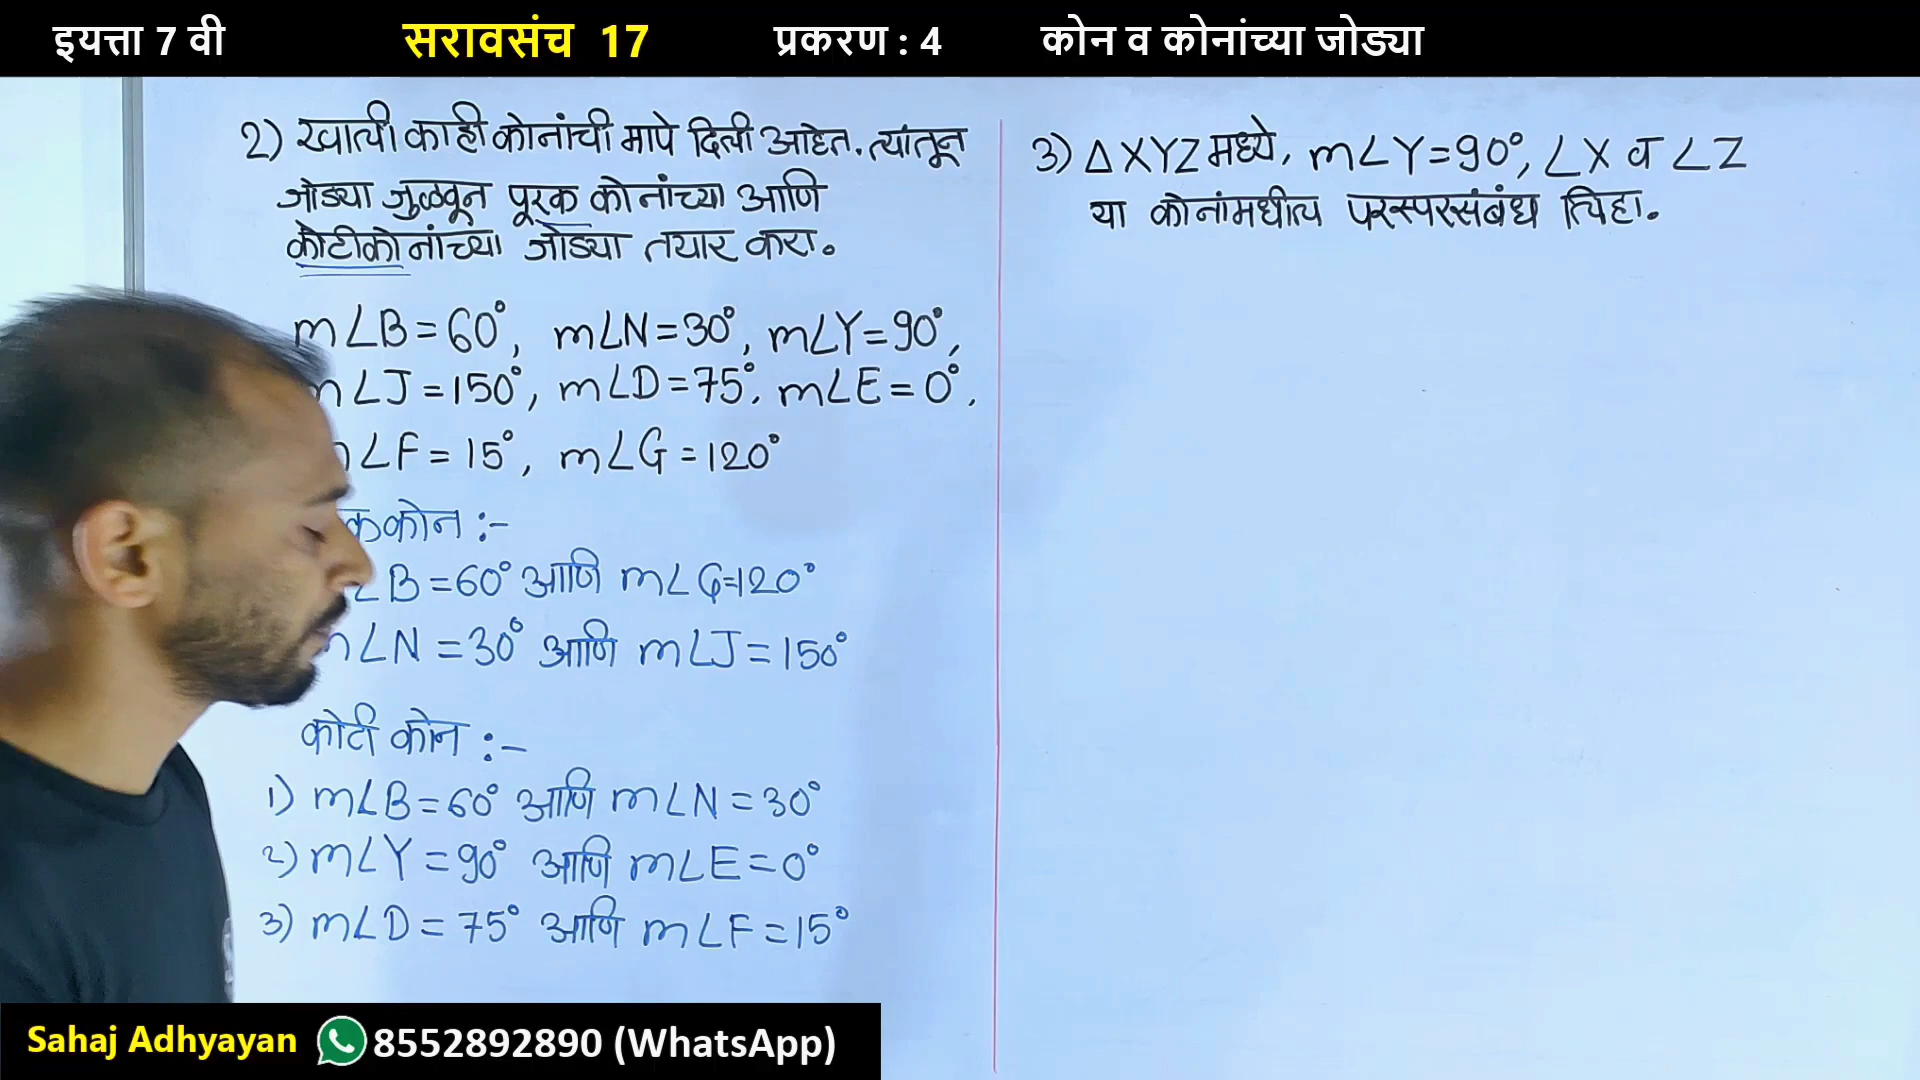 इयत्ता 7 वी सरावसंच 17 प्रकरण : 4 कोन व कोनांच्या जोड्या
2) खाली काही कोनांची मापे दिली आहेत. त्यांतून
जोड्या जुळवून पूरक कोनांच्या आणि
कोटीकोनांच्या जोड्या तयार करा.
m∠B = 60°, m∠N = 30°, m∠Y = 90°,
m∠J = 150°, m∠D = 75°. m∠E = 0°.
∠F = 15°, m∠G = 120°
ककोन :-
∠B = 60° आणि m∠G = 120°
m∠N = 30° आणि m∠J = 150°
कोटी कोन :-
1) m∠B = 60° आणि m∠N = 30°
2) m∠Y = 90° आणि m∠E = 0°
3) m∠D = 75° आणि m∠F = 15°
3) ΔXYZ मध्ये, m∠Y = 90°, ∠X व ∠Z
या कोनांमधील परस्परसंबंध लिहा.
Sahaj Adhyayan 8552892890 (WhatsApp)